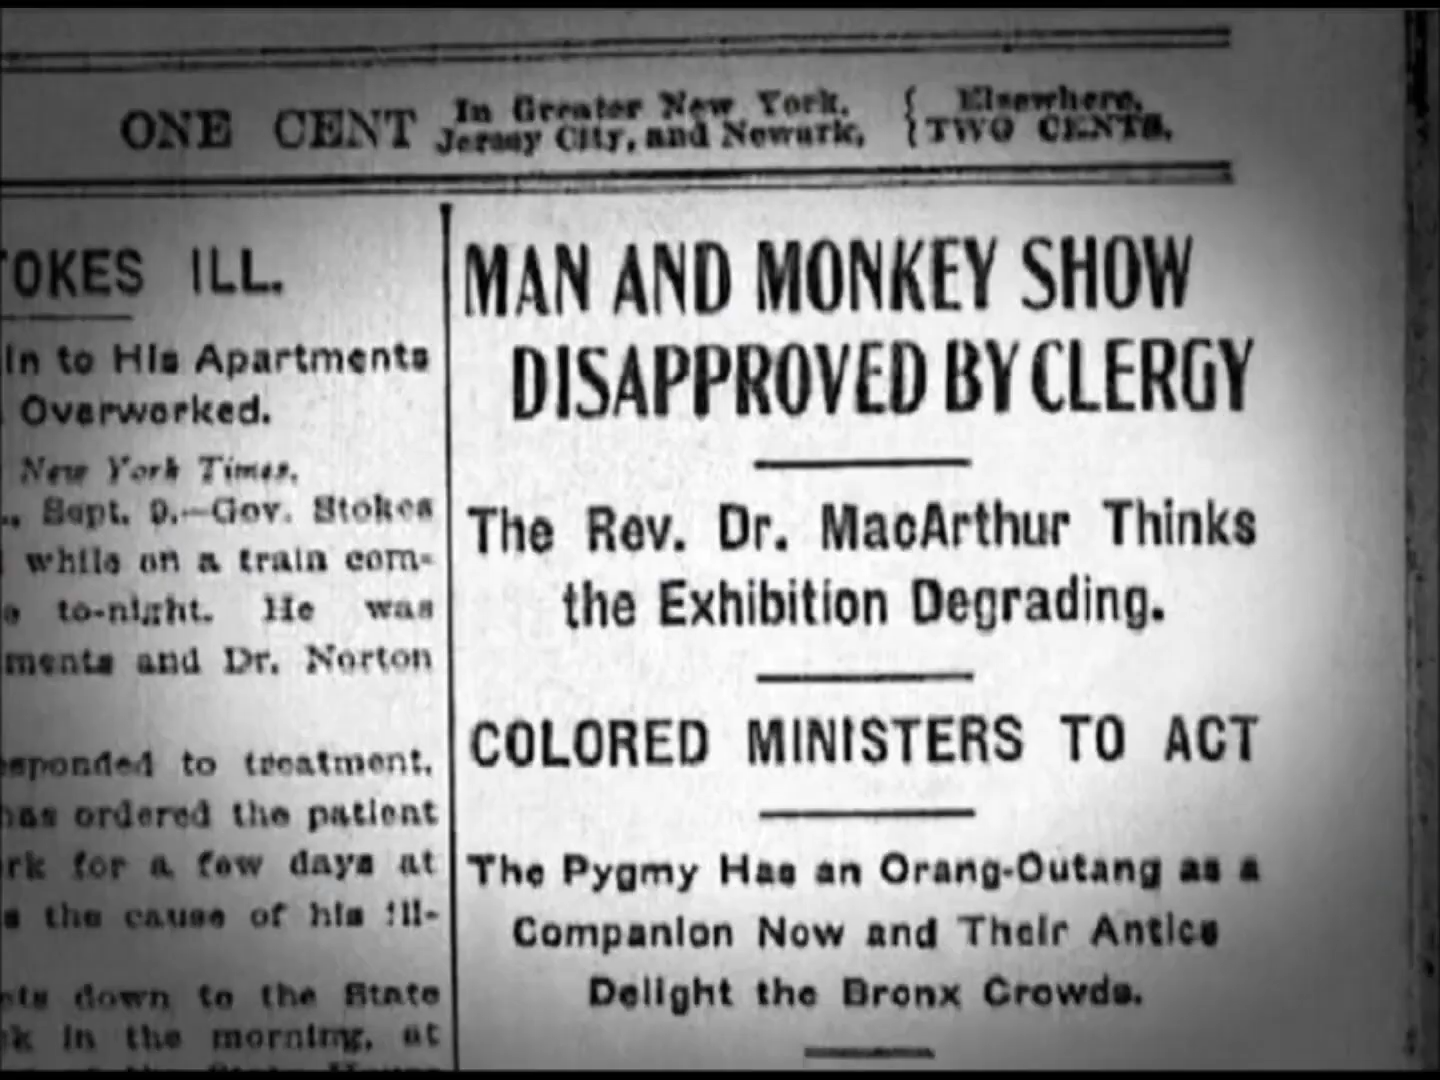 ONE CENT In Greater New York, { Elsewhere,
Jersey City, and Newark, { TWO CENTS.
OKES ILL.
In to His Apartments
Overworked.
New York Times.
Sept. 9.—Gov. Stokes
while on a train com-
to-night. He was
ments and Dr. Norton
sponded to treatment,
has ordered the patient
rk for a few days at
the cause of his ill-
down to the State
in the morning, at
MAN AND MONKEY SHOW
DISAPPROVED BY CLERGY
The Rev. Dr. MacArthur Thinks
the Exhibition Degrading.
COLORED MINISTERS TO ACT
The Pygmy Has an Orang-Outang as a
Companion Now and Their Antics
Delight the Bronx Crowds.